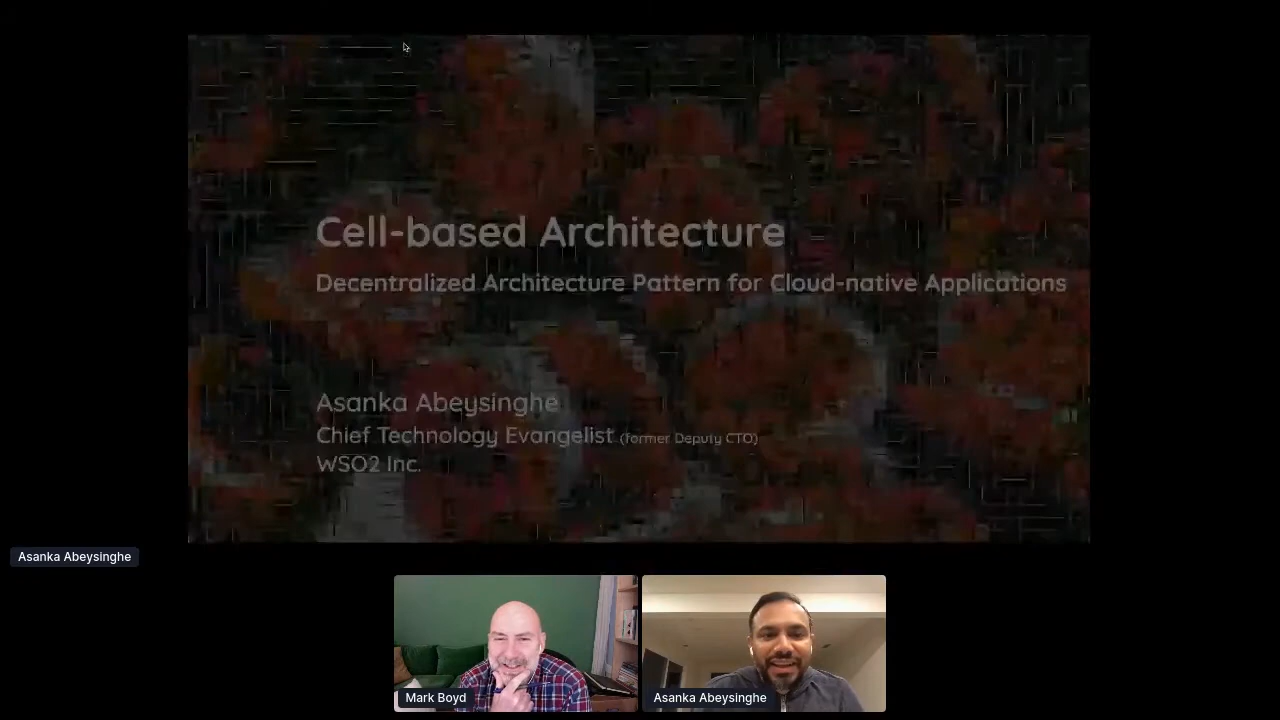 Cell-based Architecture
Decentralized Architecture Pattern for Cloud-native Applications
Asanka Abeysinghe
Chief Technology Evangelist (former Deputy CTO)
WSO2 Inc.
Asanka Abeysinghe
Mark Boyd
Asanka Abeysinghe